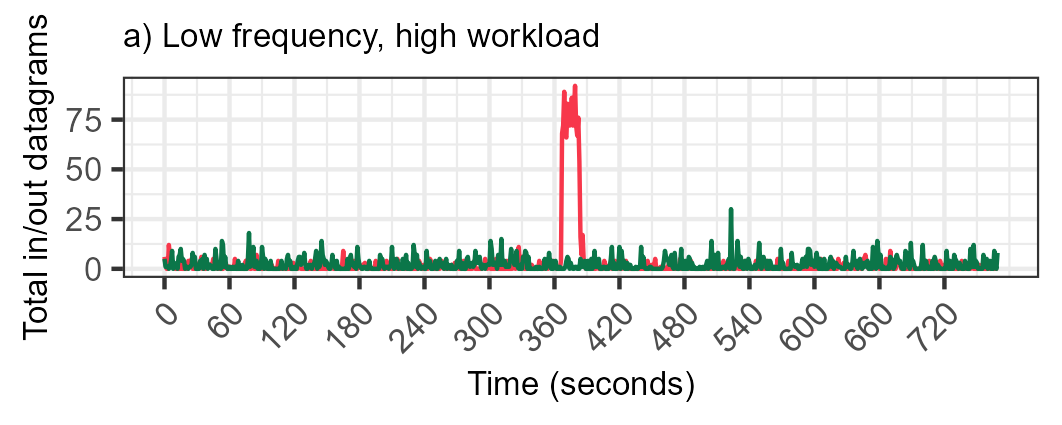 a) Low frequency, high workload
Total in/out datagrams
75
50
25
0
0 60 120 180 240 300 360 420 480 540 600 660 720
Time (seconds)